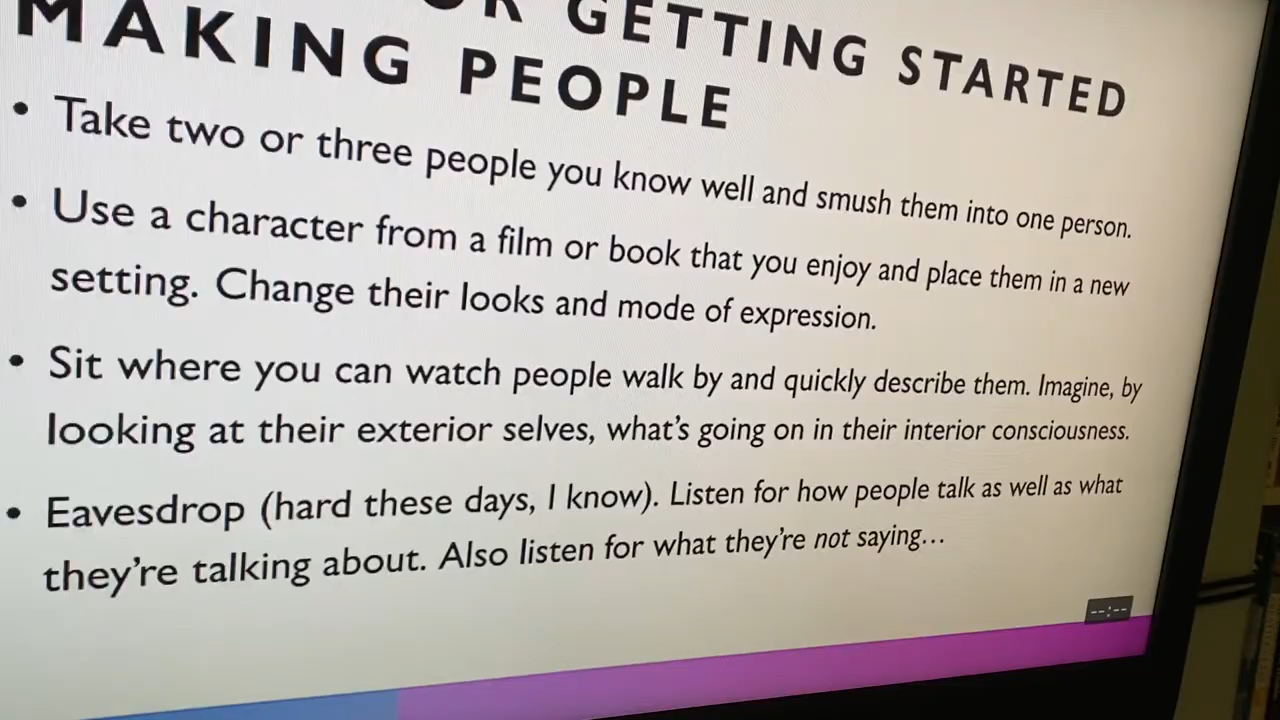 GETTING STARTED
MAKING PEOPLE
• Take two or three people you know well and smush them into one person.
• Use a character from a film or book that you enjoy and place them in a new
setting. Change their looks and mode of expression.
• Sit where you can watch people walk by and quickly describe them. Imagine, by
looking at their exterior selves, what's going on in their interior consciousness.
• Eavesdrop (hard these days, I know). Listen for how people talk as well as what
they're talking about. Also listen for what they're not saying...
--:--